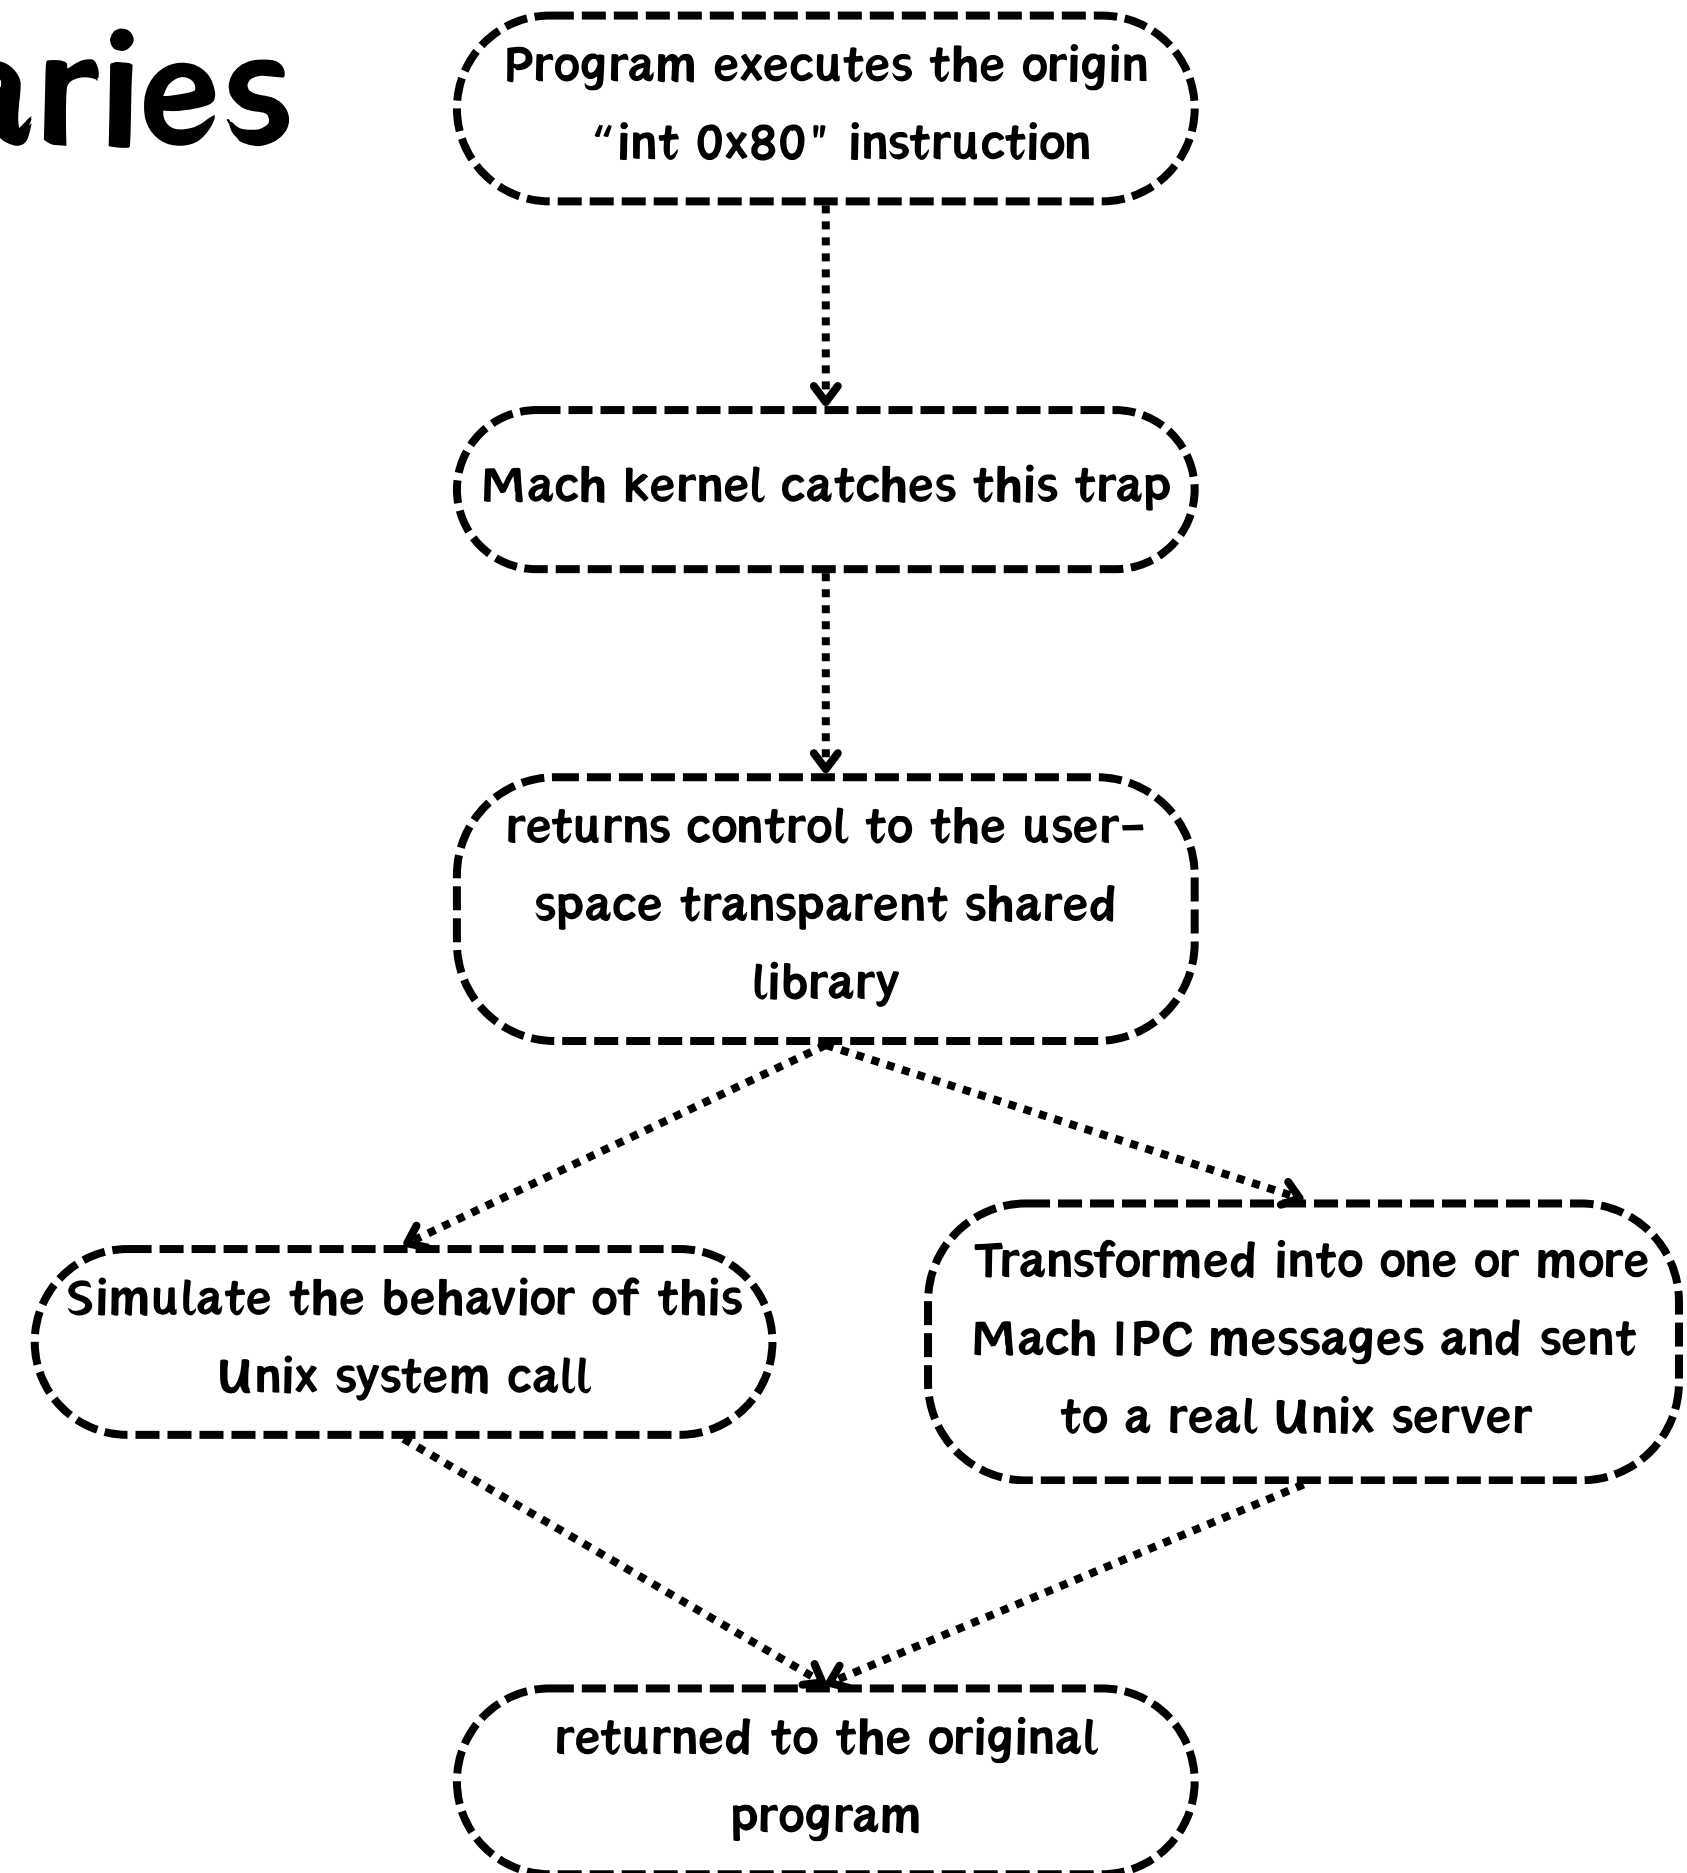 aries
Program executes the origin
“int 0x80” instruction
Mach kernel catches this trap
returns control to the user-
space transparent shared
library
Simulate the behavior of this
Unix system call
Transformed into one or more
Mach IPC messages and sent
to a real Unix server
returned to the original
program